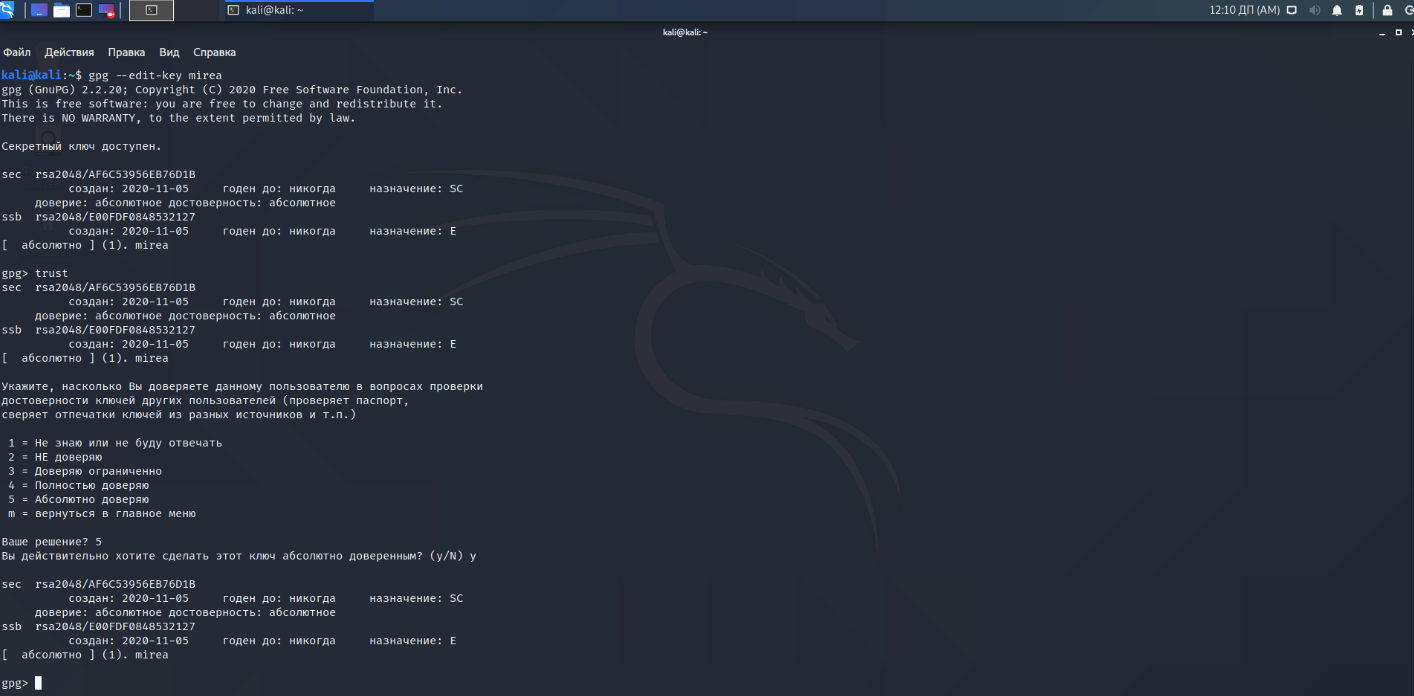 kali@kali: ~
12:10 ДП (AM)
kali@kali: ~
Файл Действия Правка Вид Справка
kali@kali:~$ gpg --edit-key mirea
gpg (GnuPG) 2.2.20; Copyright (C) 2020 Free Software Foundation, Inc.
This is free software: you are free to change and redistribute it.
There is NO WARRANTY, to the extent permitted by law.
Секретный ключ доступен.
sec rsa2048/AF6C53956EB76D1B
создан: 2020-11-05 годен до: никогда назначение: SC
доверие: абсолютное достоверность: абсолютное
ssb rsa2048/E00FDF0848532127
создан: 2020-11-05 годен до: никогда назначение: E
[ абсолютно ] (1). mirea
gpg> trust
sec rsa2048/AF6C53956EB76D1B
создан: 2020-11-05 годен до: никогда назначение: SC
доверие: абсолютное достоверность: абсолютное
ssb rsa2048/E00FDF0848532127
создан: 2020-11-05 годен до: никогда назначение: E
[ абсолютно ] (1). mirea
Укажите, насколько Вы доверяете данному пользователю в вопросах проверки
достоверности ключей других пользователей (проверяет паспорт,
сверяет отпечатки ключей из разных источников и т.п.)
1 = Не знаю или не буду отвечать
2 = НЕ доверяю
3 = Доверяю ограниченно
4 = Полностью доверяю
5 = Абсолютно доверяю
m = вернуться в главное меню
Ваше решение? 5
Вы действительно хотите сделать этот ключ абсолютно доверенным? (y/N) y
sec rsa2048/AF6C53956EB76D1B
создан: 2020-11-05 годен до: никогда назначение: SC
доверие: абсолютное достоверность: абсолютное
ssb rsa2048/E00FDF0848532127
создан: 2020-11-05 годен до: никогда назначение: E
[ абсолютно ] (1). mirea
gpg>